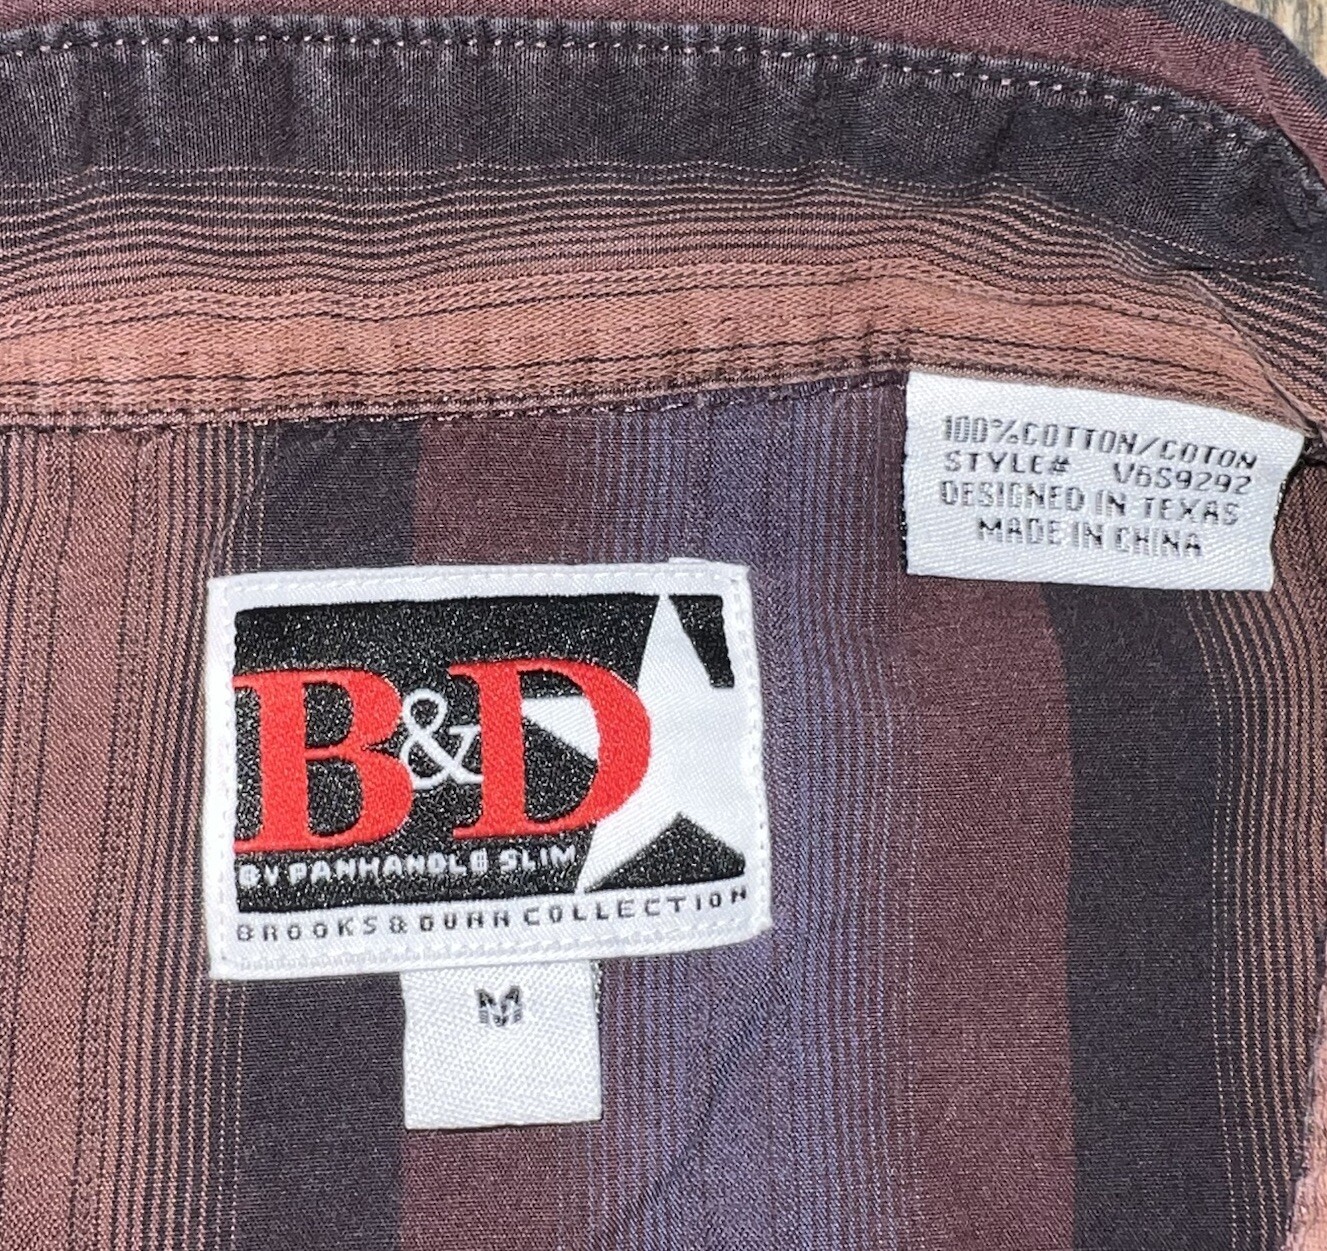 100%COTTON/COTON
STYLE# V6S9292
DESIGNED IN TEXAS
MADE IN CHINA
B&D
BY PANHANDLE SLIM
BROOKS & DUNN COLLECTION
M